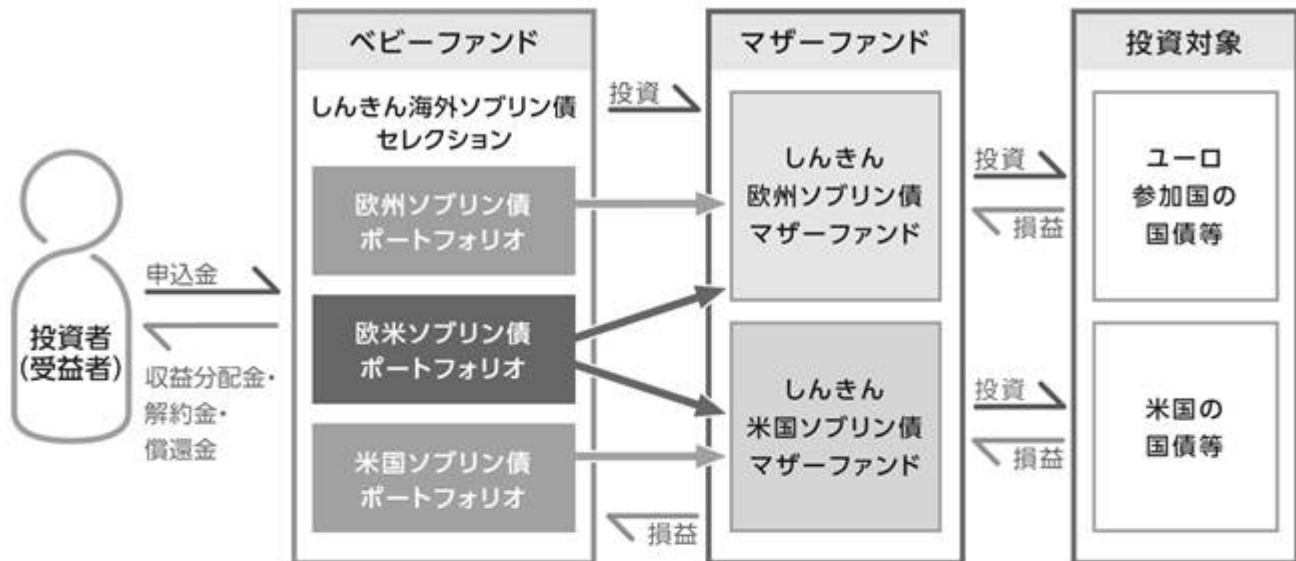 ベビーファンド
マザーファンド
投資対象
しんきん海外ソブリン債
セレクション
投資
欧州ソブリン債
ポートフォリオ
しんきん
欧州ソブリン債
マザーファンド
投資
損益
ユーロ
参加国の
国債等
申込金
投資者
(受益者)
収益分配金・
解約金・
償還金
欧米ソブリン債
ポートフォリオ
しんきん
米国ソブリン債
マザーファンド
投資
損益
米国の
国債等
米国ソブリン債
ポートフォリオ
損益